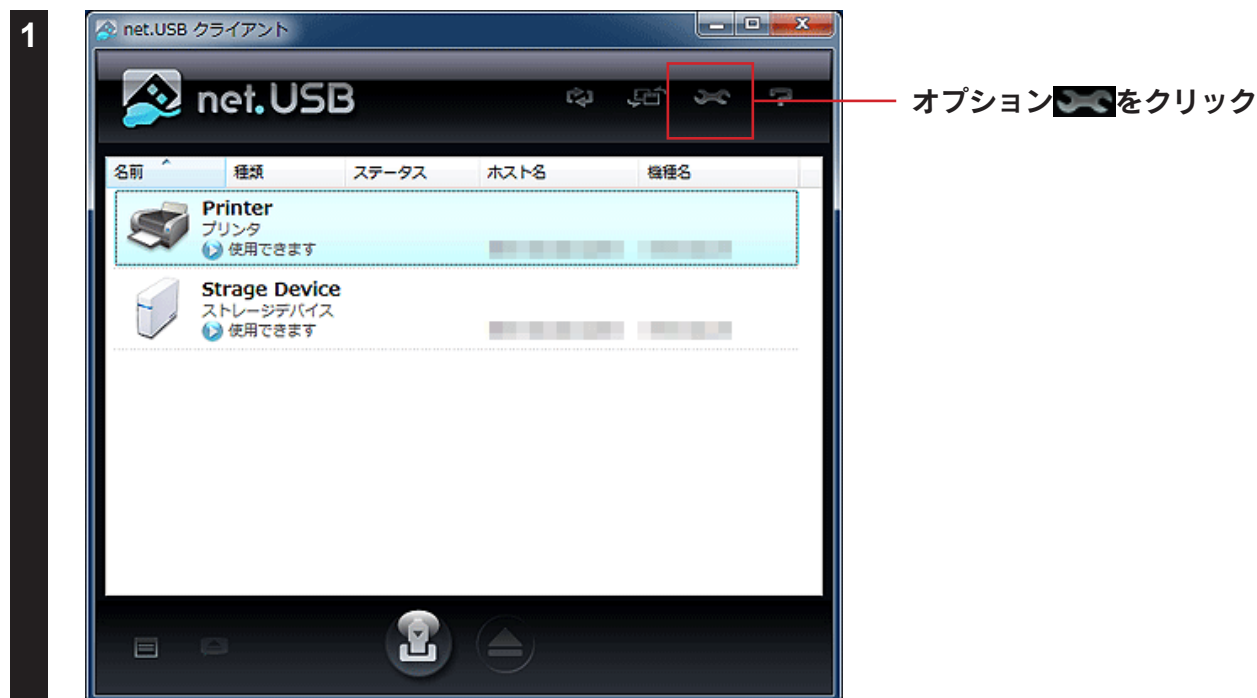 1
net.USB クライアント
net.USB
オプションをクリック
名前 種類 ステータス ホスト名 機種名
Printer
プリンタ
使用できます
Strage Device
ストレージデバイス
使用できます